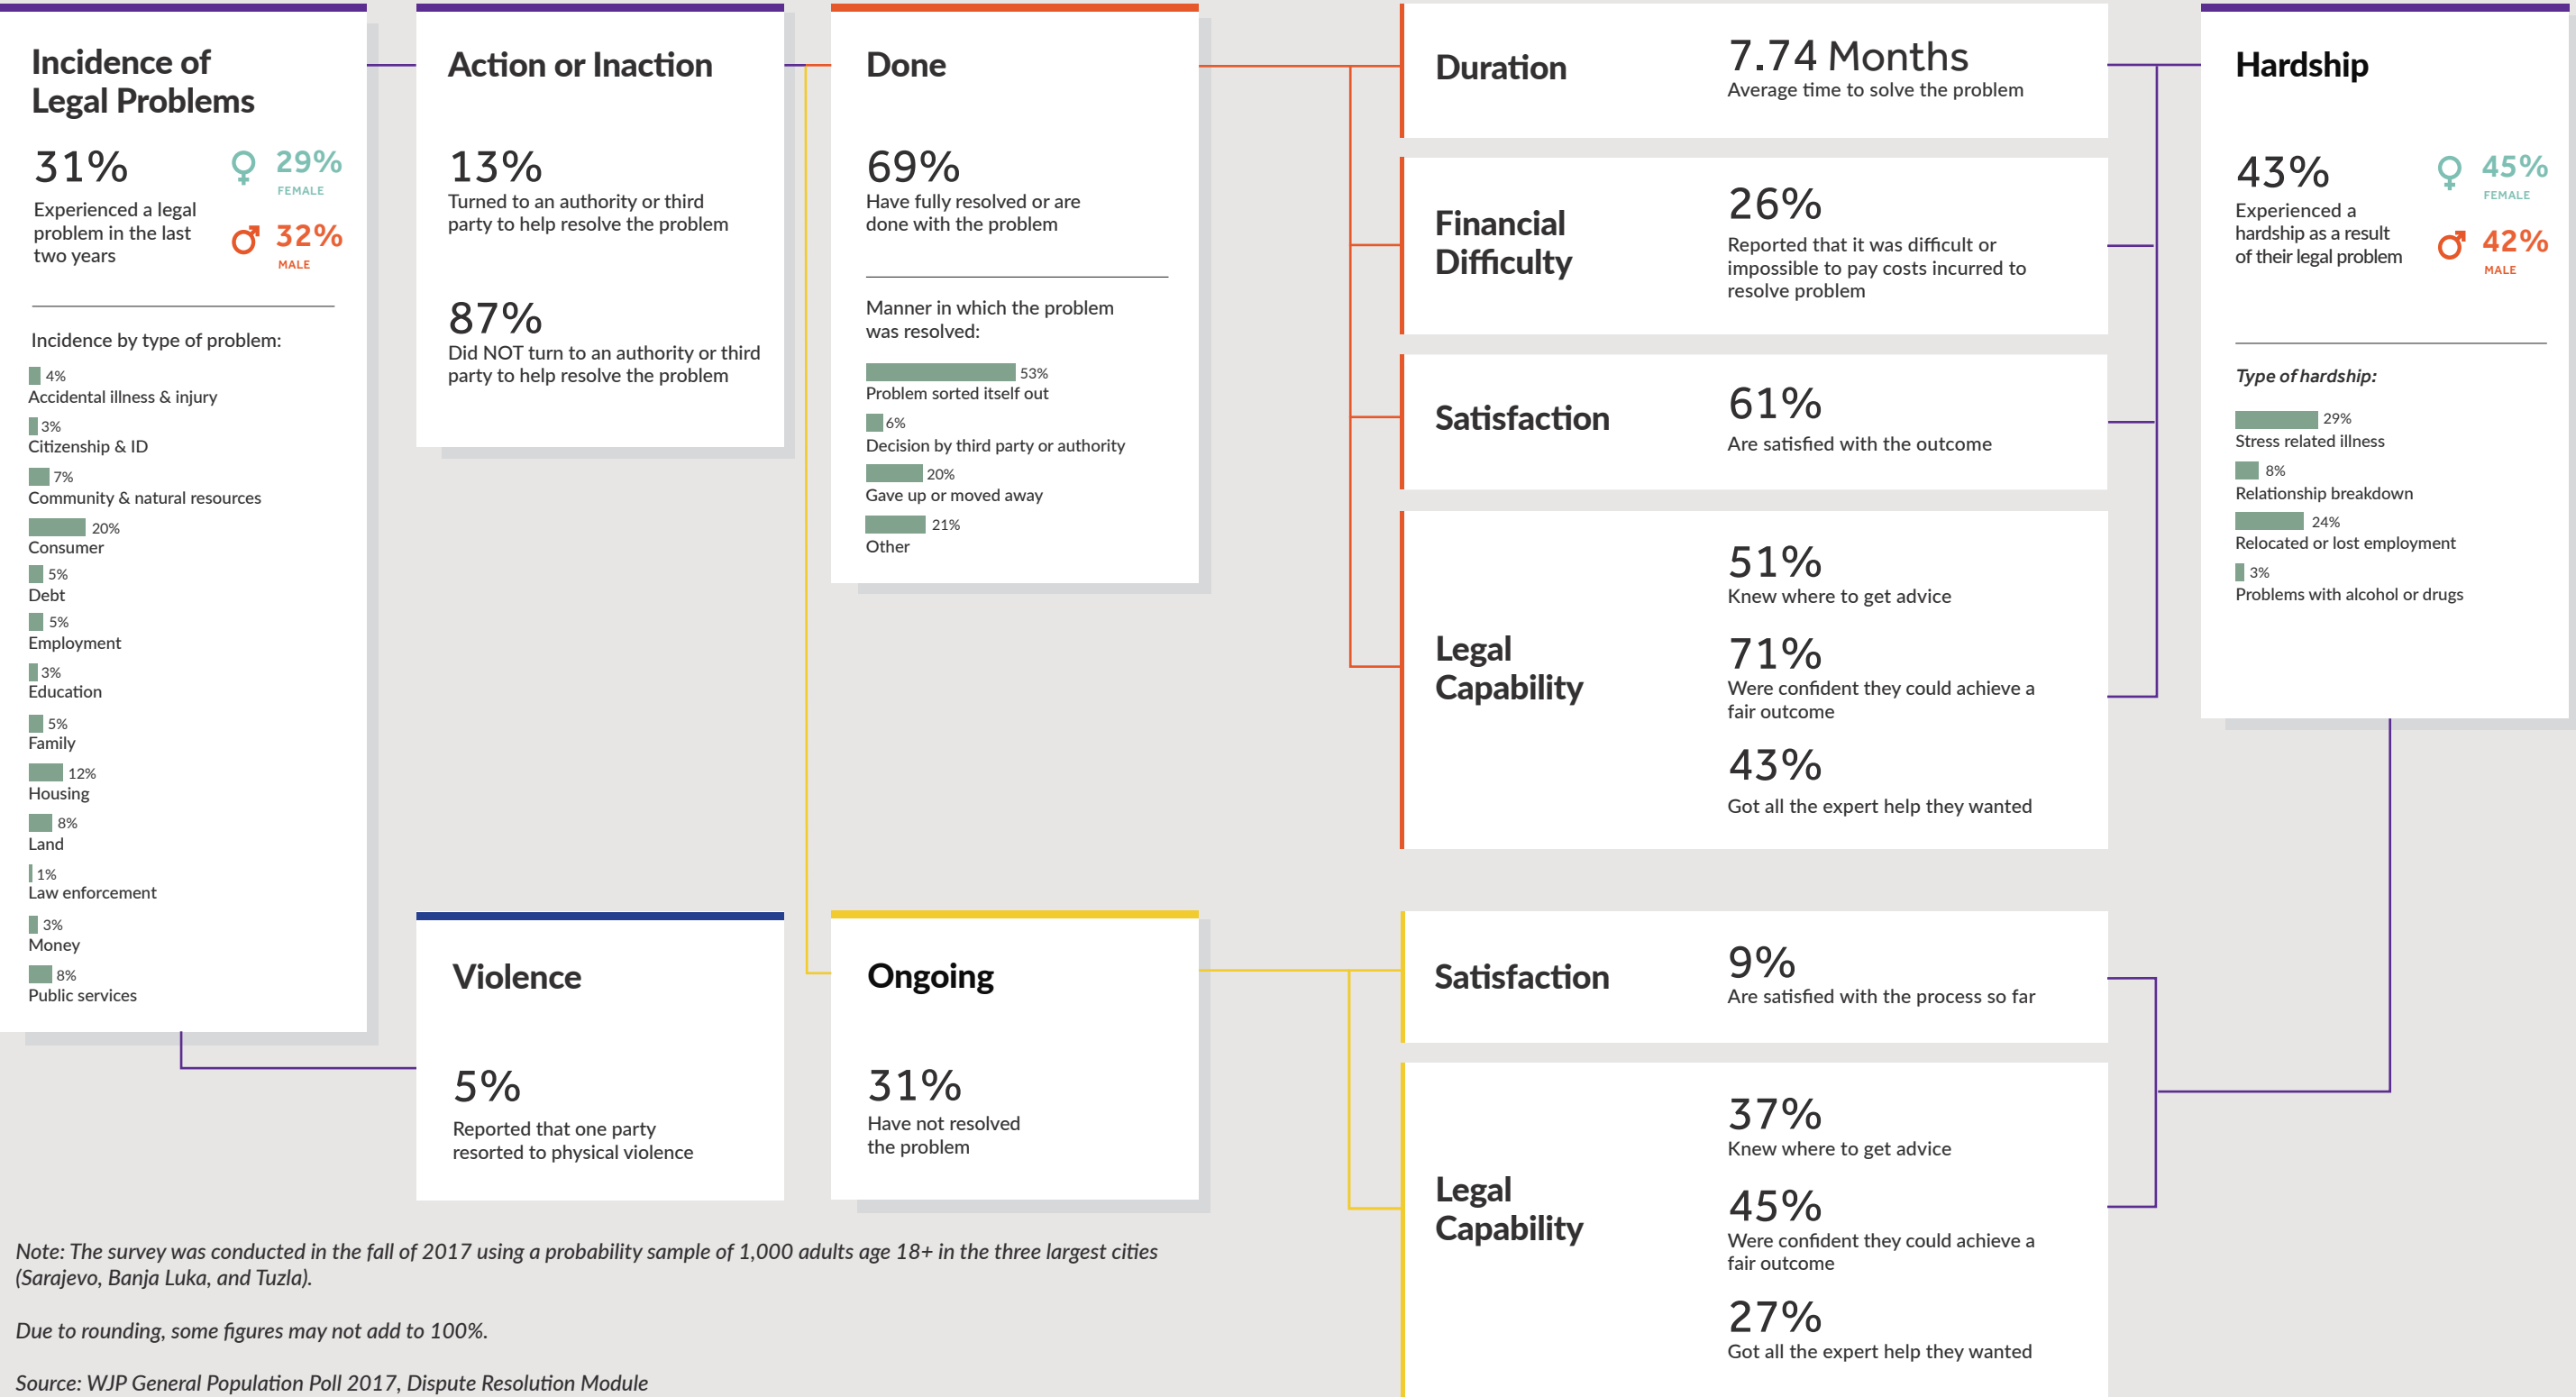 Incidence of
Legal Problems
31%
Experienced a legal
problem in the last
two years
29%
FEMALE
32%
MALE
Incidence by type of problem:
4%
Accidental illness & injury
3%
Citizenship & ID
7%
Community & natural resources
20%
Consumer
5%
Debt
5%
Employment
3%
Education
5%
Family
12%
Housing
8%
Land
1%
Law enforcement
3%
Money
8%
Public services
Action or Inaction
13%
Turned to an authority or third
party to help resolve the problem
87%
Did NOT turn to an authority or third
party to help resolve the problem
Violence
5%
Reported that one party
resorted to physical violence
Done
69%
Have fully resolved or are
done with the problem
Manner in which the problem
was resolved:
53%
Problem sorted itself out
6%
Decision by third party or authority
20%
Gave up or moved away
21%
Other
Ongoing
31%
Have not resolved
the problem
Duration
7.74 Months
Average time to solve the problem
Financial
Difficulty
26%
Reported that it was difficult or
impossible to pay costs incurred to
resolve problem
Satisfaction
61%
Are satisfied with the outcome
Legal
Capability
51%
Knew where to get advice
71%
Were confident they could achieve a
fair outcome
43%
Got all the expert help they wanted
Satisfaction
9%
Are satisfied with the process so far
Legal
Capability
37%
Knew where to get advice
45%
Were confident they could achieve a
fair outcome
27%
Got all the expert help they wanted
Hardship
43%
Experienced a
hardship as a result
of their legal problem
45%
FEMALE
42%
MALE
Type of hardship:
29%
Stress related illness
8%
Relationship breakdown
24%
Relocated or lost employment
3%
Problems with alcohol or drugs
Note: The survey was conducted in the fall of 2017 using a probability sample of 1,000 adults age 18+ in the three largest cities
(Sarajevo, Banja Luka, and Tuzla).
Due to rounding, some figures may not add to 100%.
Source: WJP General Population Poll 2017, Dispute Resolution Module